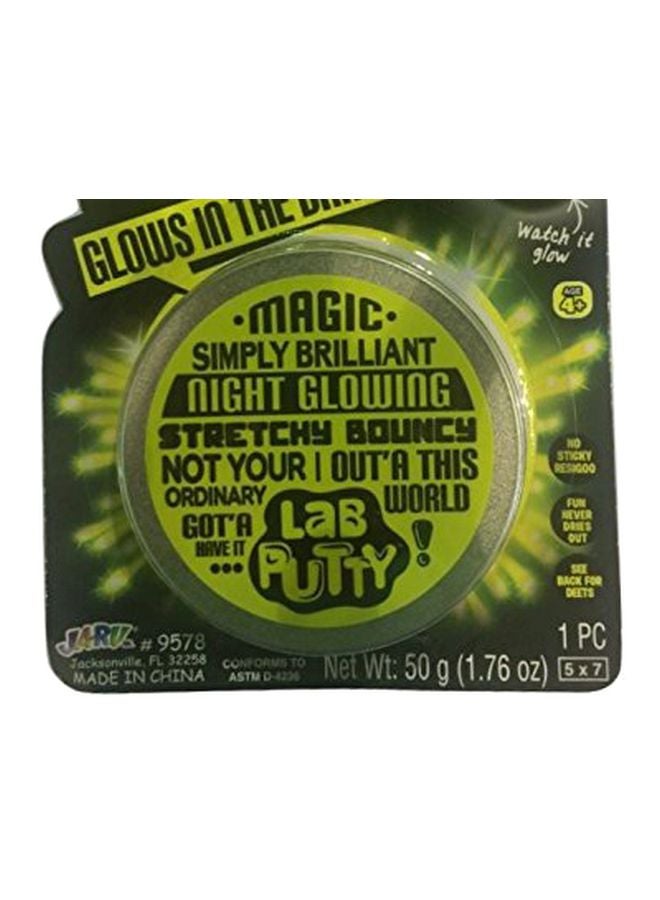 GLOWS IN THE DARK
Watch it
glow
AGE
4+
•MAGIC•
SIMPLY BRILLIANT
NIGHT GLOWING
STRETCHY BOUNCY
NOT YOUR | OUT'A THIS
ORDINARY
WORLD
GOT'A
HAVE IT
...
LAB
PUTTY
!
NO
STICKY
RESIGOO
FUN
NEVER
DRIES
OUT
SEE
BACK FOR
DEETS
JA-RU # 9578
Jacksonville, FL 32258
MADE IN CHINA
CONFORMS TO
ASTM D-4236
Net Wt: 50 g (1.76 oz)
1 PC
5 x 7